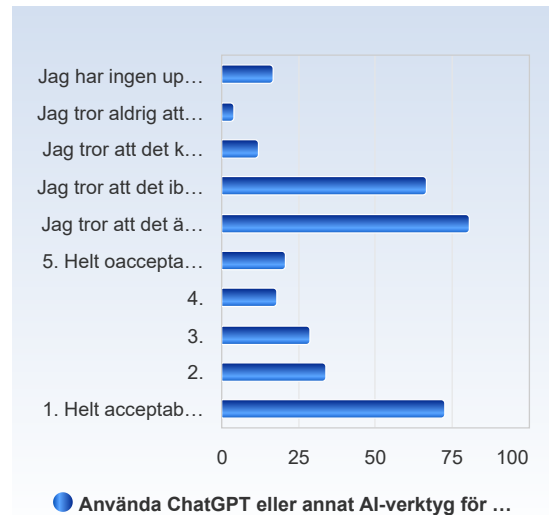 Jag har ingen up…
Jag tror aldrig att…
Jag tror att det k…
Jag tror att det ib…
Jag tror att det ä…
5. Helt oaccepta…
4.
3.
2.
1. Helt acceptab…
0 25 50 75 100
Använda ChatGPT eller annat AI-verktyg för …